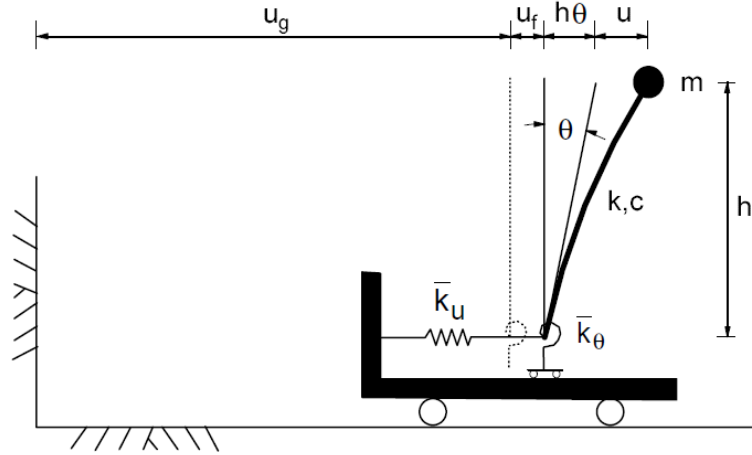 u_g u_f hθ u
m
θ
k,c
h
k̅_u k̅_θ